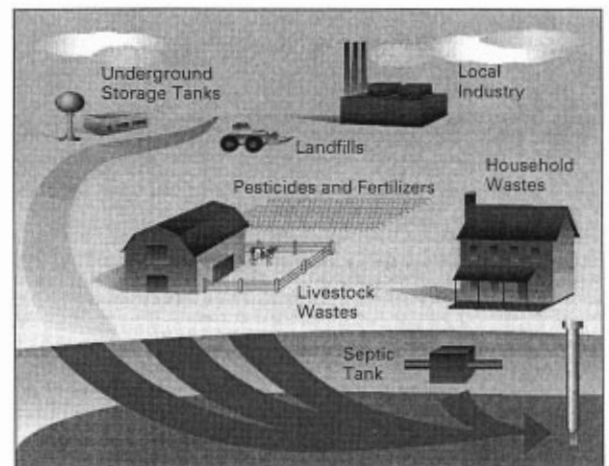 Underground
Storage Tanks
Local
Industry
Landfills
Household
Wastes
Pesticides and Fertilizers
Livestock
Wastes
Septic
Tank